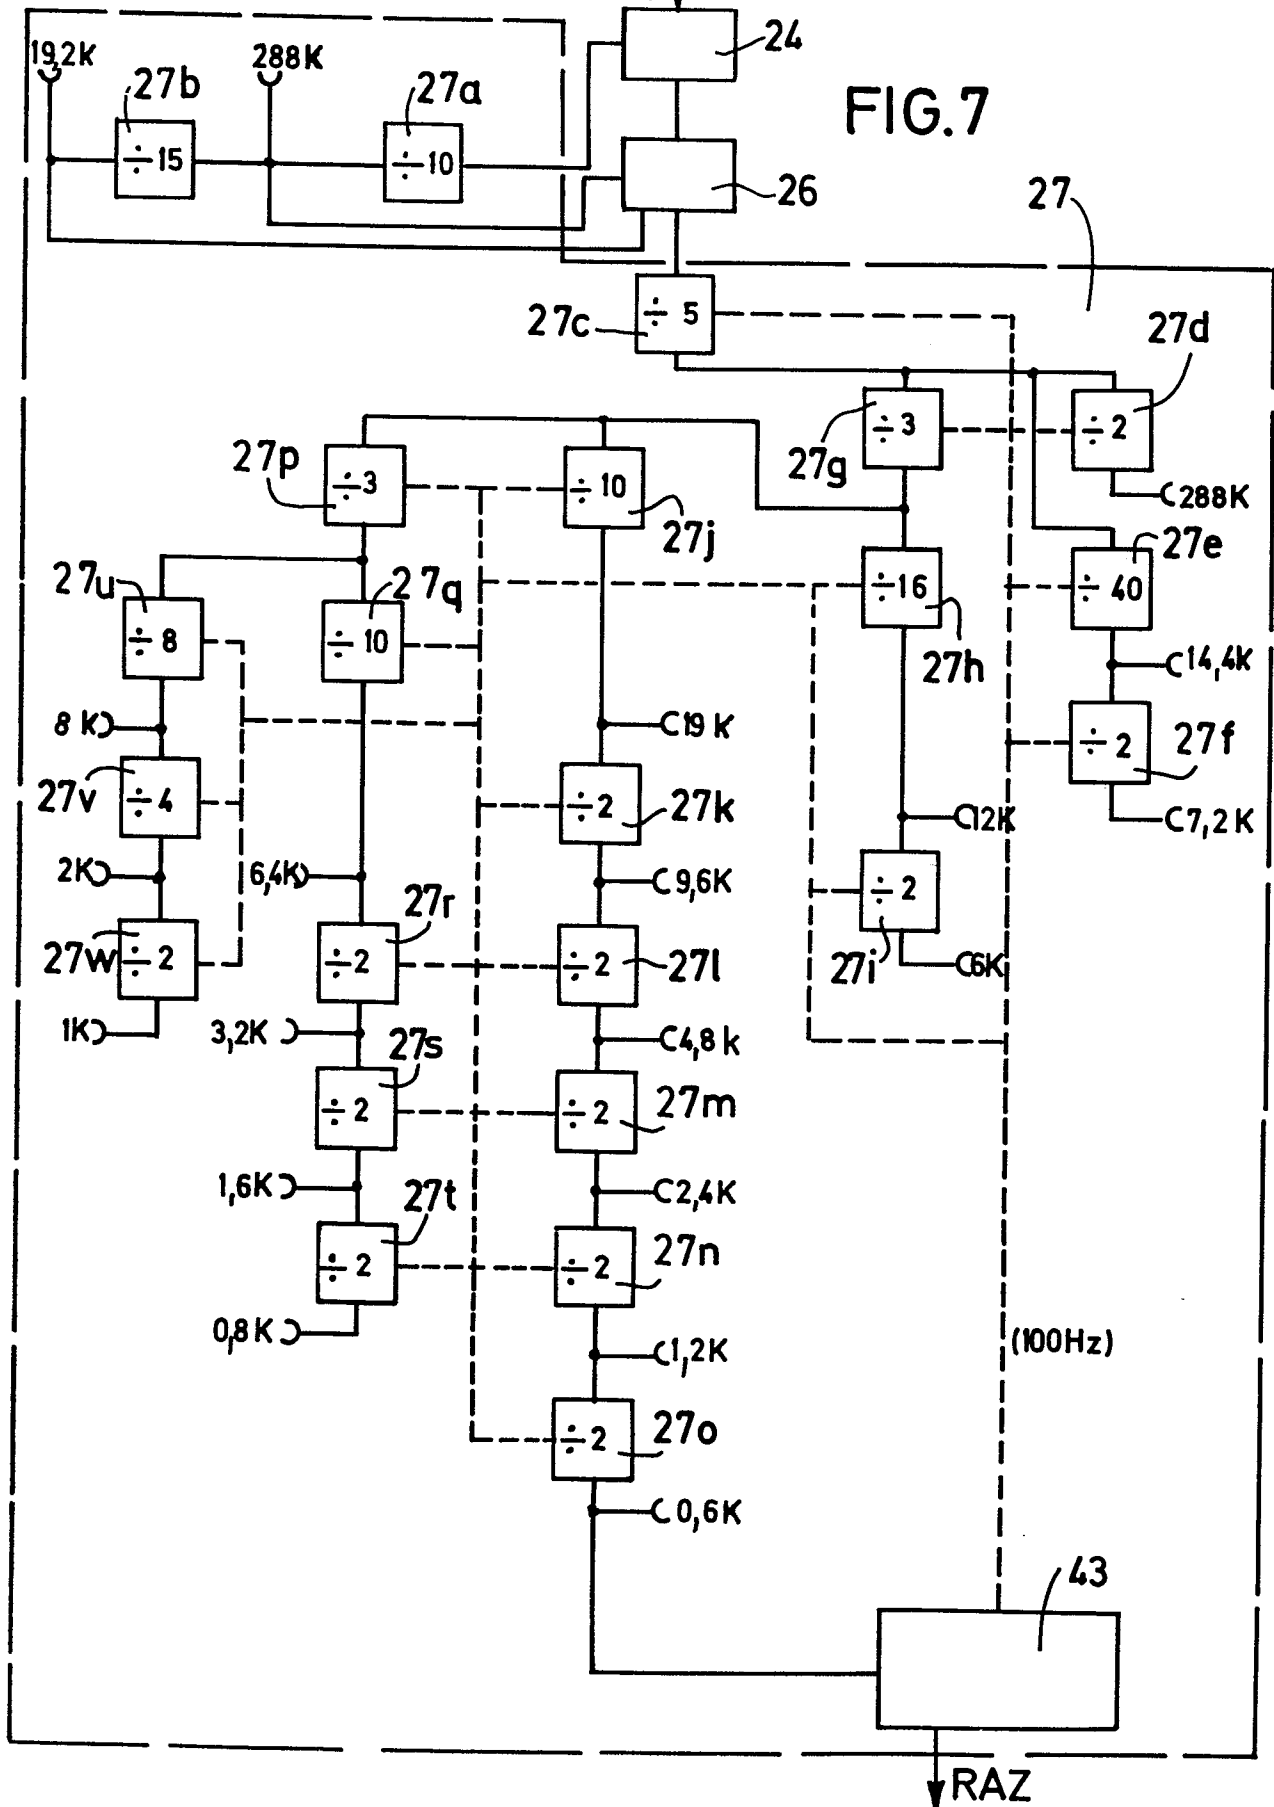 24
19,2K
288K
27b
27a
FIG.7
÷ 15
÷ 10
26
27
27c
÷ 5
27d
27p
÷ 3
÷ 10
27g
÷ 3
÷ 2
288K
27j
27e
27u
27q
÷ 16
÷ 40
÷ 8
÷ 10
27h
14,4K
8 K
19 K
27f
÷ 2
27v
÷ 4
÷ 2
27k
12K
7,2 K
2K
6,4K
9,6K
÷ 2
27r
27w
÷ 2
÷ 2
÷ 2
27l
27i
6K
1K
3,2K
27s
4,8 k
÷ 2
÷ 2
27m
1,6K
27t
2,4K
÷ 2
÷ 2
27n
0,8K
1,2K
(100Hz)
÷ 2
27o
0,6K
43
RAZ